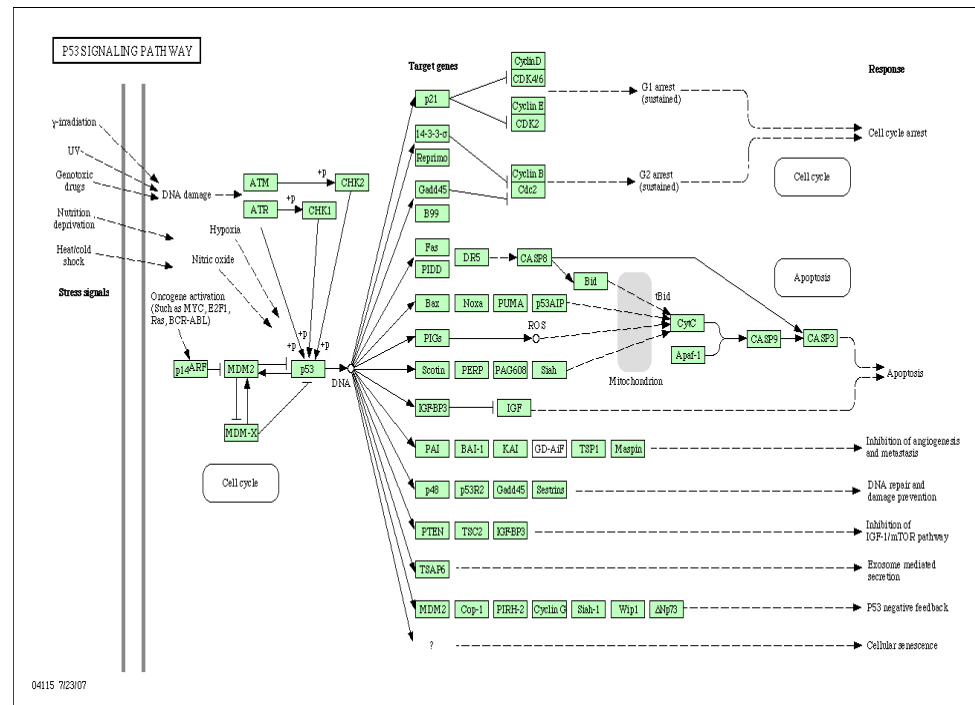 P53 SIGNALING PATHWAY
Target genes
Response
Stress signals
γ-irradiation
UV
Genotoxic
drugs
Nutrition
deprivation
Heat/cold
shock
DNA damage
Hypoxia
Nitric oxide
Oncogene activation
(Such as MYC, E2F1,
Ras, BCR-ABL)
ATM
+p
CHK2
ATR
+p
CHK1
+p
+p
+p
p14ARF
MDM2
p53
DNA
MDM-X
Cell cycle
p21
Cyclin D
CDK4/6
Cyclin E
CDK2
G1 arrest
(sustained)
14-3-3-σ
Reprimo
Gadd45
B99
Cyclin B
Cdc2
G2 arrest
(sustained)
Cell cycle arrest
Cell cycle
Fas
PIDD
DR5
CASP8
Bid
tBid
Apoptosis
Bax
Noxa
PUMA
p53AIP
CytC
PIGs
ROS
Apaf-1
CASP9
CASP3
Scotin
PERP
PAG608
Siah
Mitochondrion
Apoptosis
IGF-BP3
IGF
PAI
BAI-1
KAI
GD-AiF
TSP1
Maspin
Inhibition of angiogenesis
and metastasis
p48
p53R2
Gadd45
Sestrins
DNA repair and
damage prevention
PTEN
TSC2
IGF-BP3
Inhibition of
IGF-1/mTOR pathway
TSAP6
Exosome mediated
secretion
MDM2
Cop-1
PIRH-2
Cyclin G
Siah-1
Wip1
ΔNp73
P53 negative feedback
?
Cellular senescence
04115 7/23/07